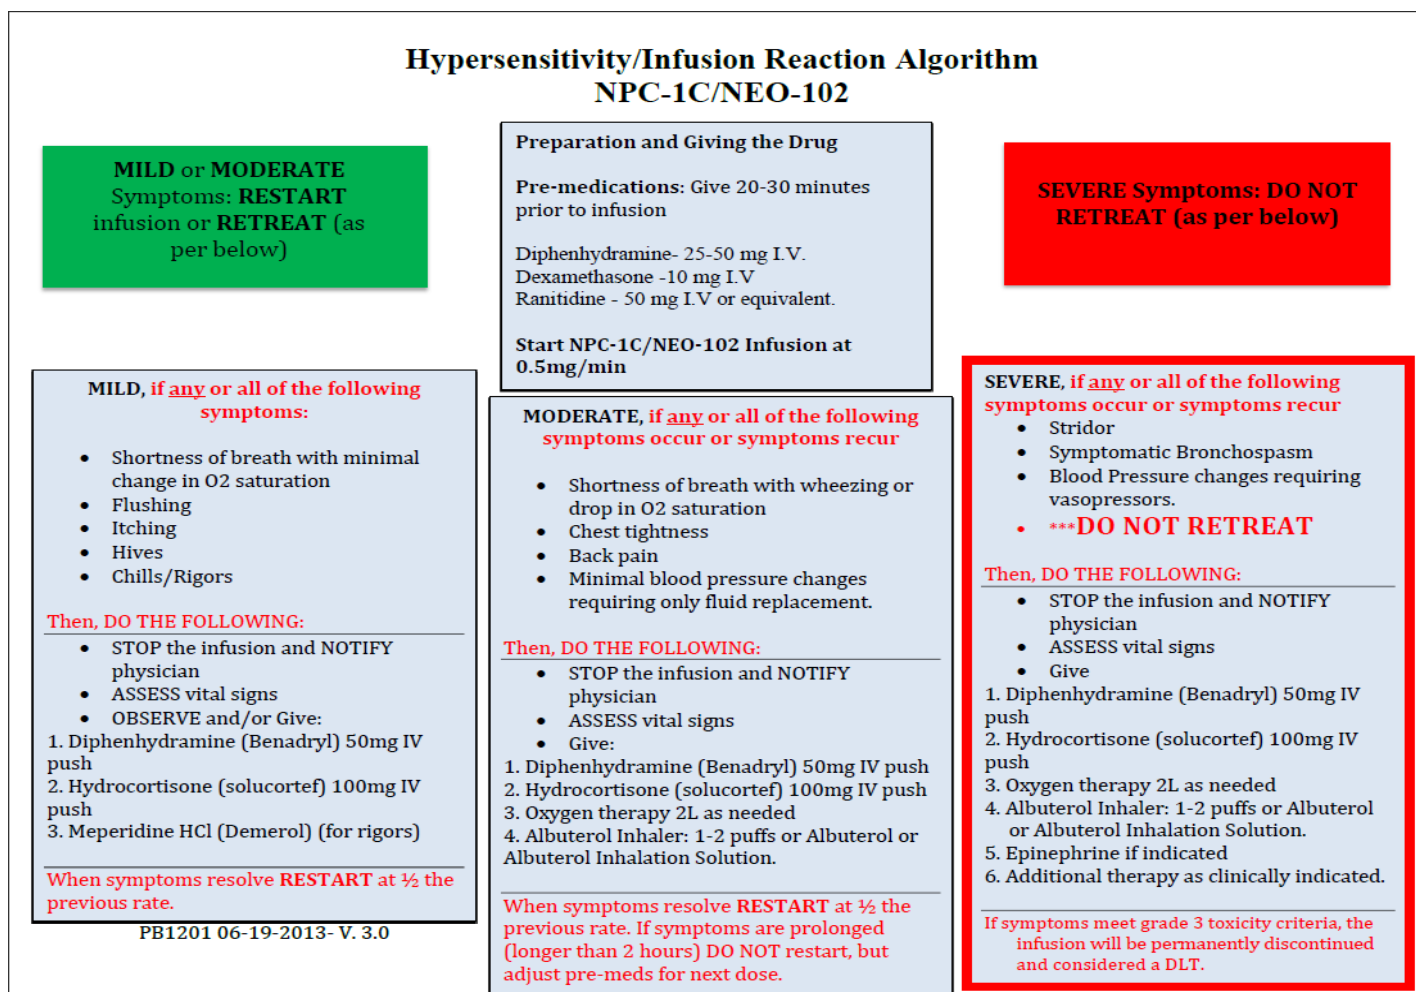 Hypersensitivity/Infusion Reaction Algorithm
NPC-1C/NEO-102
MILD or MODERATE
Symptoms: RESTART
infusion or RETREAT (as
per below)
Preparation and Giving the Drug
Pre-medications: Give 20-30 minutes
prior to infusion
Diphenhydramine- 25-50 mg I.V.
Dexamethasone -10 mg I.V
Ranitidine - 50 mg I.V or equivalent.
Start NPC-1C/NEO-102 Infusion at
0.5mg/min
SEVERE Symptoms: DO NOT
RETREAT (as per below)
MILD, if any or all of the following
symptoms:
• Shortness of breath with minimal
change in O2 saturation
• Flushing
• Itching
• Hives
• Chills/Rigors
Then, DO THE FOLLOWING:
• STOP the infusion and NOTIFY
physician
• ASSESS vital signs
• OBSERVE and/or Give:
1. Diphenhydramine (Benadryl) 50mg IV
push
2. Hydrocortisone (solucortef) 100mg IV
push
3. Meperidine HCl (Demerol) (for rigors)
When symptoms resolve RESTART at ½ the
previous rate.
PB1201 06-19-2013- V. 3.0
MODERATE, if any or all of the following
symptoms occur or symptoms recur
• Shortness of breath with wheezing or
drop in O2 saturation
• Chest tightness
• Back pain
• Minimal blood pressure changes
requiring only fluid replacement.
Then, DO THE FOLLOWING:
• STOP the infusion and NOTIFY
physician
• ASSESS vital signs
• Give:
1. Diphenhydramine (Benadryl) 50mg IV push
2. Hydrocortisone (solucortef) 100mg IV push
3. Oxygen therapy 2L as needed
4. Albuterol Inhaler: 1-2 puffs or Albuterol or
Albuterol Inhalation Solution.
When symptoms resolve RESTART at ½ the
previous rate. If symptoms are prolonged
(longer than 2 hours) DO NOT restart, but
adjust pre-meds for next dose.
SEVERE, if any or all of the following
symptoms occur or symptoms recur
• Stridor
• Symptomatic Bronchospasm
• Blood Pressure changes requiring
vasopressors.
• ***DO NOT RETREAT
Then, DO THE FOLLOWING:
• STOP the infusion and NOTIFY
physician
• ASSESS vital signs
• Give
1. Diphenhydramine (Benadryl) 50mg IV
push
2. Hydrocortisone (solucortef) 100mg IV
push
3. Oxygen therapy 2L as needed
4. Albuterol Inhaler: 1-2 puffs or Albuterol
or Albuterol Inhalation Solution.
5. Epinephrine if indicated
6. Additional therapy as clinically indicated.
If symptoms meet grade 3 toxicity criteria, the
infusion will be permanently discontinued
and considered a DLT.